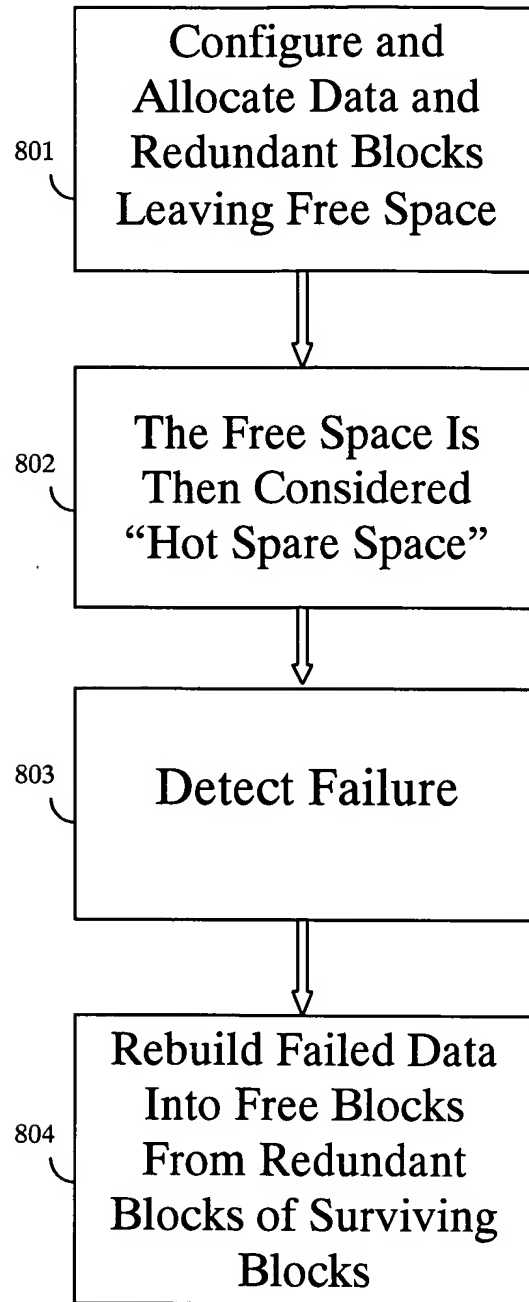 Configure and
Allocate Data and
Redundant Blocks
Leaving Free Space
801
The Free Space Is
Then Considered
“Hot Spare Space”
802
Detect Failure
803
Rebuild Failed Data
Into Free Blocks
From Redundant
Blocks of Surviving
Blocks
804